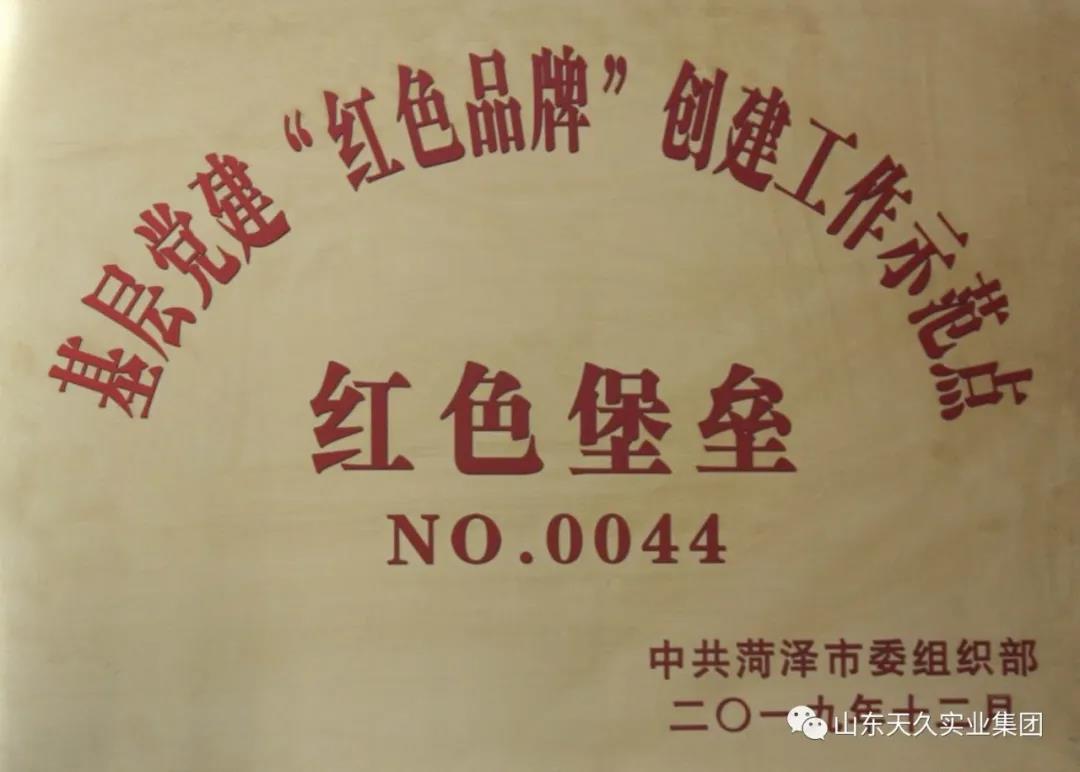 基层党建“红色品牌”创建工作示范点
红色堡垒
NO.0044
中共菏泽市委组织部
二〇一九年十二月
山东天久实业集团